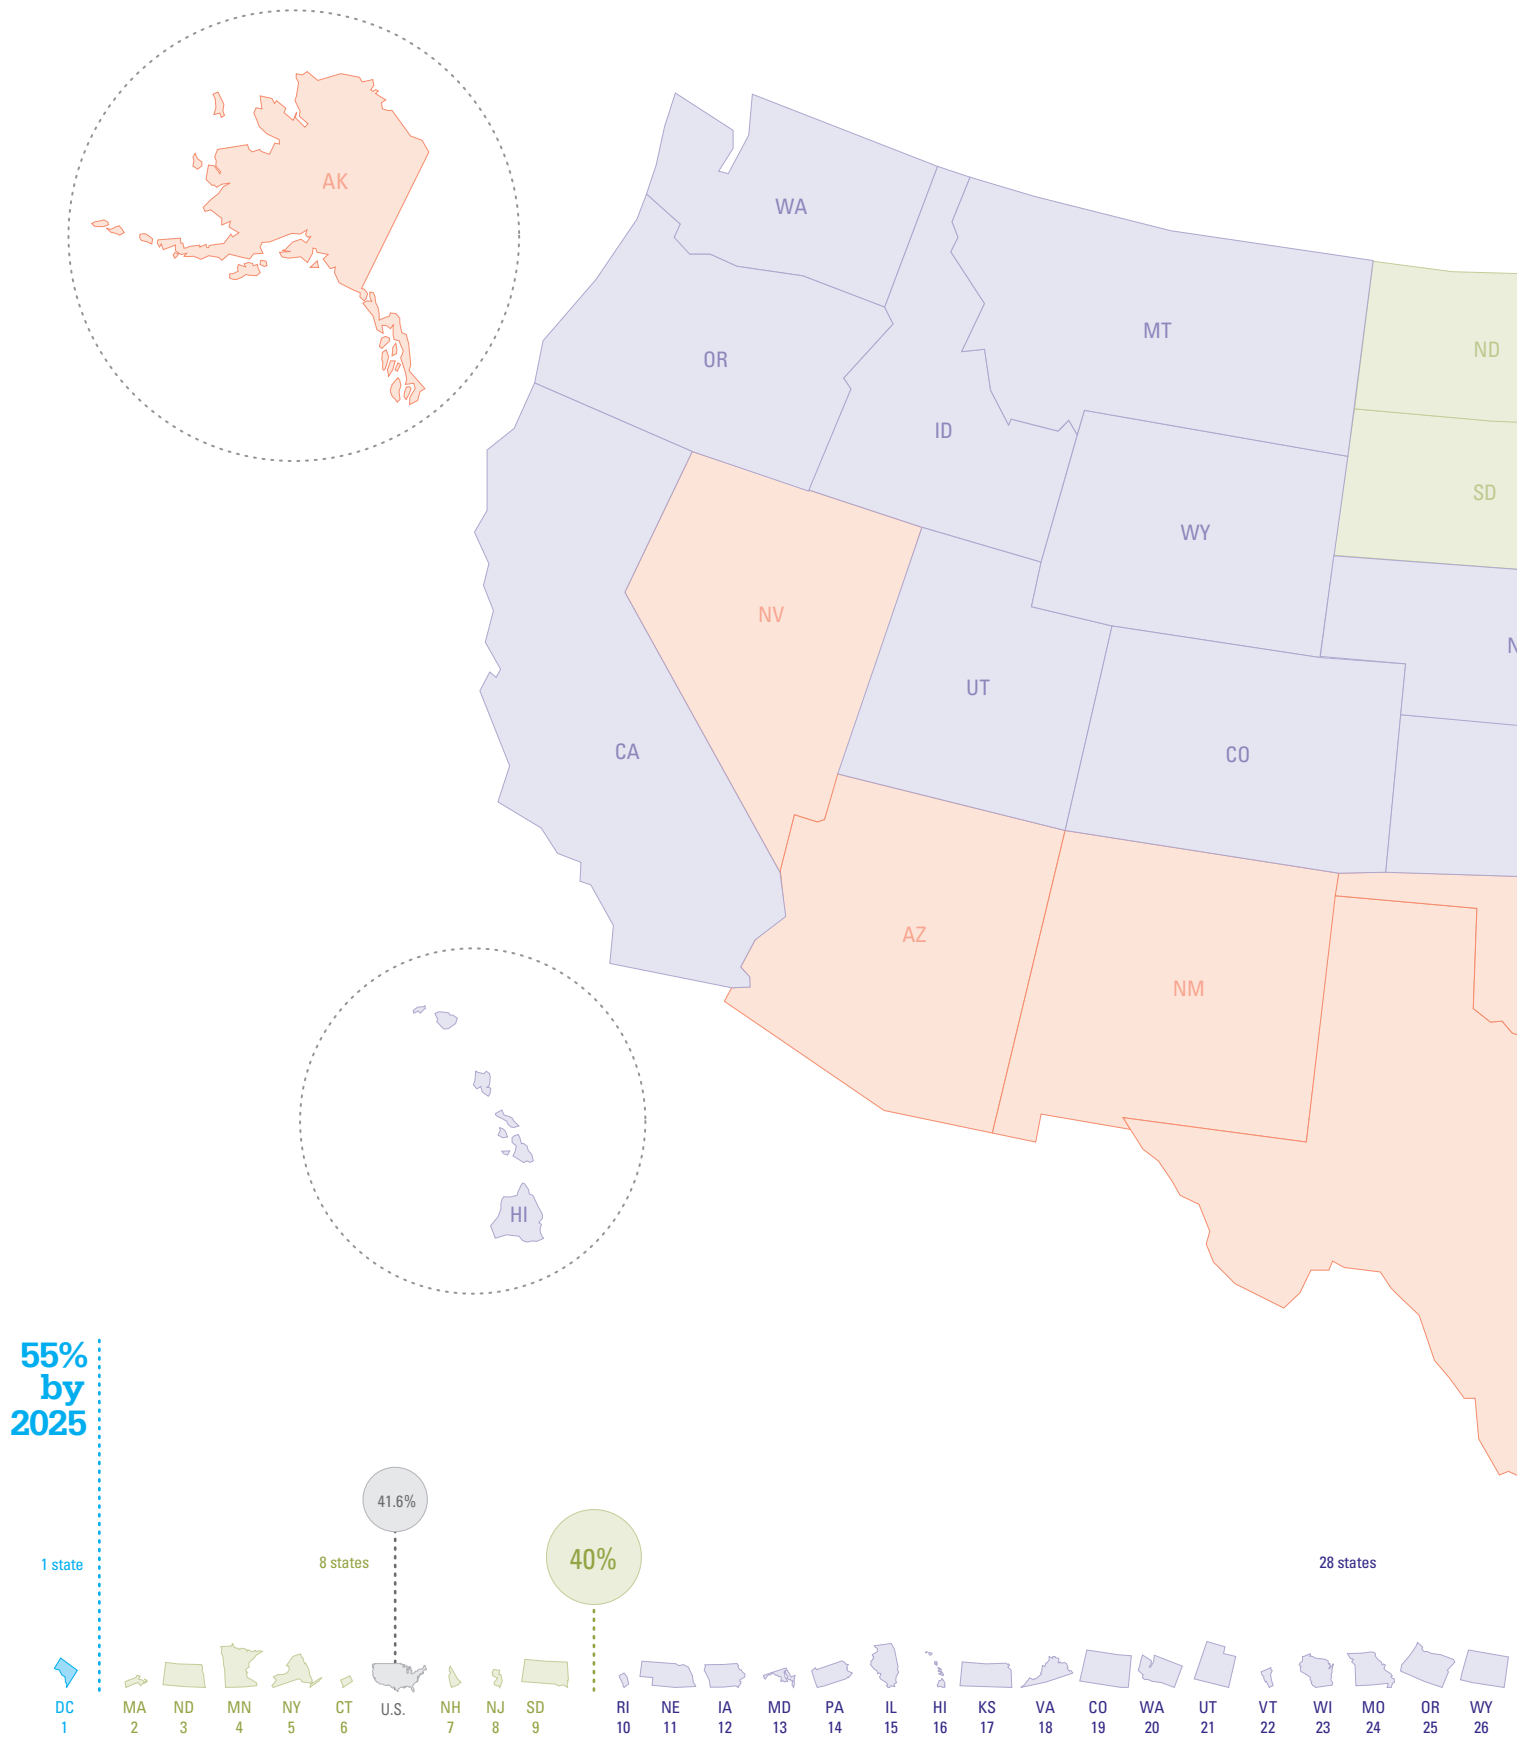 AK
WA
MT
ND
OR
ID
SD
WY
NV
N
UT
CA
CO
AZ
NM
HI
55%
by
2025
41.6%
40%
1 state
8 states
28 states
DC MA ND MN NY CT U.S. NH NJ SD RI NE IA MD PA IL HI KS VA CO WA UT VT WI MO OR WY
1 2 3 4 5 6 7 8 9 10 11 12 13 14 15 16 17 18 19 20 21 22 23 24 25 26